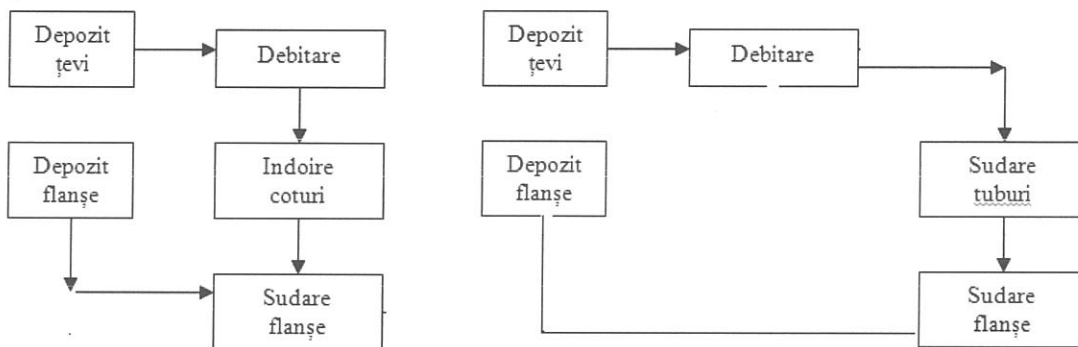 Depozit
țevi
Debitare
Depozit
flanșe
Indoire
coturi
Sudare
flanșe
Depozit
țevi
Debitare
Depozit
flanșe
Sudare
tuburi
Sudare
flanșe